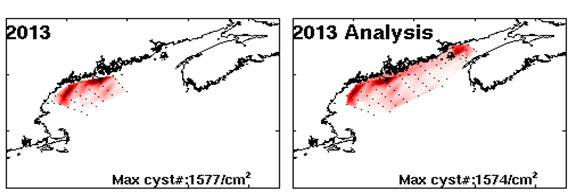 2013
Max cyst#:1577/cm²
2013 Analysis
Max cyst#:1574/cm²